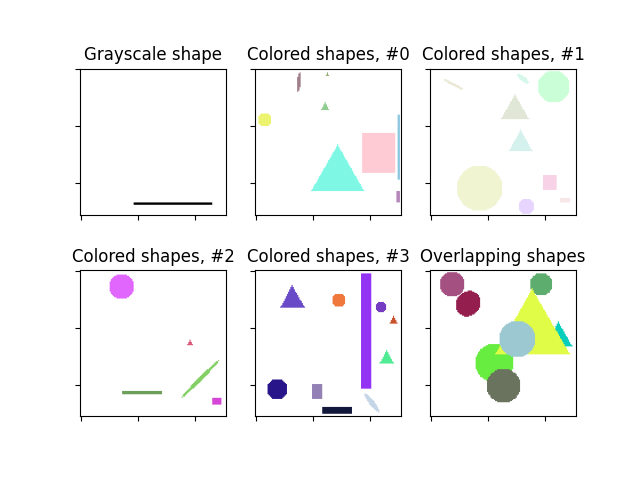 Grayscale shape
Colored shapes, #0
Colored shapes, #1
Colored shapes, #2
Colored shapes, #3
Overlapping shapes